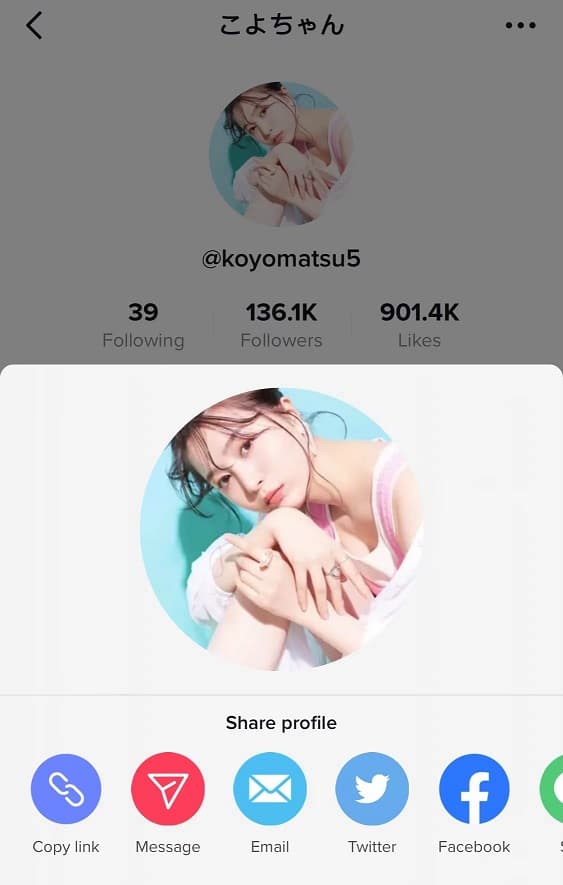 こよちゃん
@koyomatsu5
39 136.1K 901.4K
Following Followers Likes
Share profile
Copy link Message Email Twitter Facebook